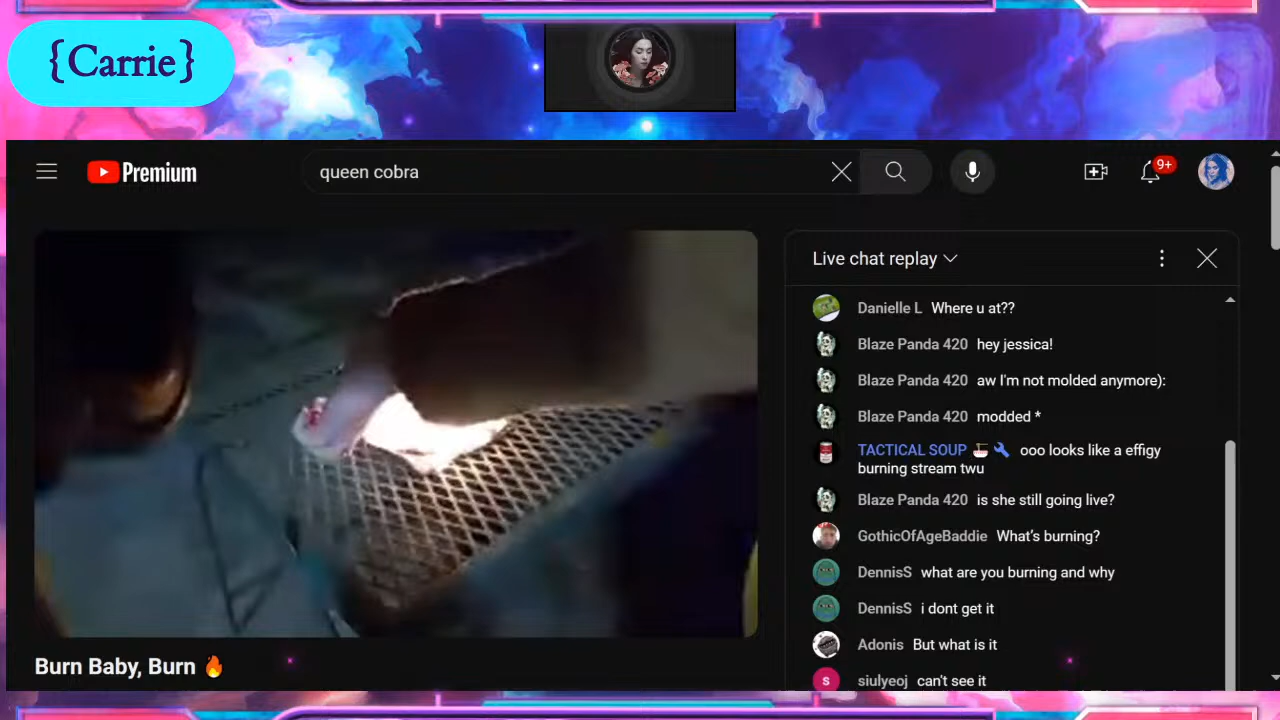 {Carrie}
Premium
queen cobra
9+
Live chat replay
Danielle L Where u at??
Blaze Panda 420 hey jessica!
Blaze Panda 420 aw I'm not molded anymore):
Blaze Panda 420 modded *
TACTICAL SOUP 🍜 🔧 ooo looks like a effigy
burning stream twu
Blaze Panda 420 is she still going live?
GothicOfAgeBaddie What's burning?
DennisS what are you burning and why
DennisS i dont get it
Adonis But what is it
s siulyeoj can't see it
Burn Baby, Burn 🔥